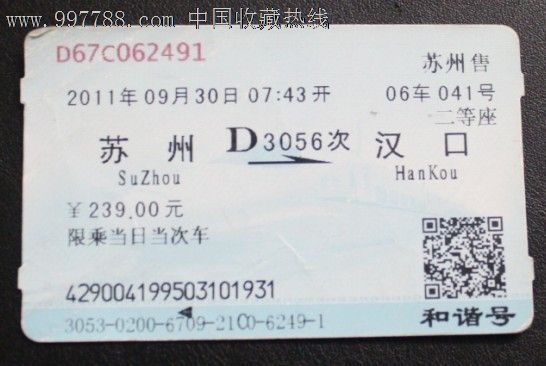 www.997788.com 中国收藏热线
D67C062491
苏州售
2011年09月30日 07:43开 06车 041号
二等座
苏州 D3056次 汉口
SuZhou HanKou
￥239.00元
限乘当日当次车
429004199503101931
3053-0200-6709-21C0-6249-1
和谐号